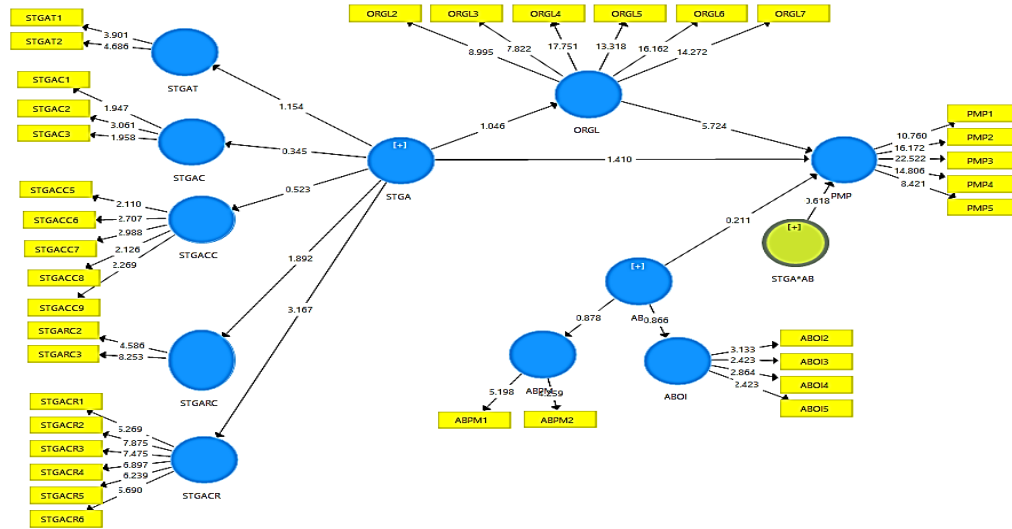 STGAT1
STGAT2
3.901
4.686
STGAT
STGAC1
STGAC2
STGAC3
1.947
3.061
1.958
STGAC
STGACC5
STGACC6
STGACC7
STGACC8
STGACC9
2.110
2.707
2.988
2.126
2.269
STGACC
STGARC2
STGARC3
4.586
8.253
STGARC
STGACR1
STGACR2
STGACR3
STGACR4
STGACR5
STGACR6
5.269
7.875
7.475
6.897
6.239
5.690
STGACR
1.154
0.345
0.523
1.892
3.167
[+]
STGA
1.046
1.410
ORGL2
ORGL3
ORGL4
ORGL5
ORGL6
ORGL7
8.995
7.822
17.751
13.318
16.162
14.272
ORGL
5.724
PMP1
PMP2
PMP3
PMP4
PMP5
10.760
16.172
22.522
14.806
8.421
PMP
0.618
[+]
STGA*AB
0.211
[+]
AB
0.878
0.866
ABPM
5.198
ABPM1
ABPM2
ABOI
3.133
2.423
2.864
2.423
ABOI2
ABOI3
ABOI4
ABOI5